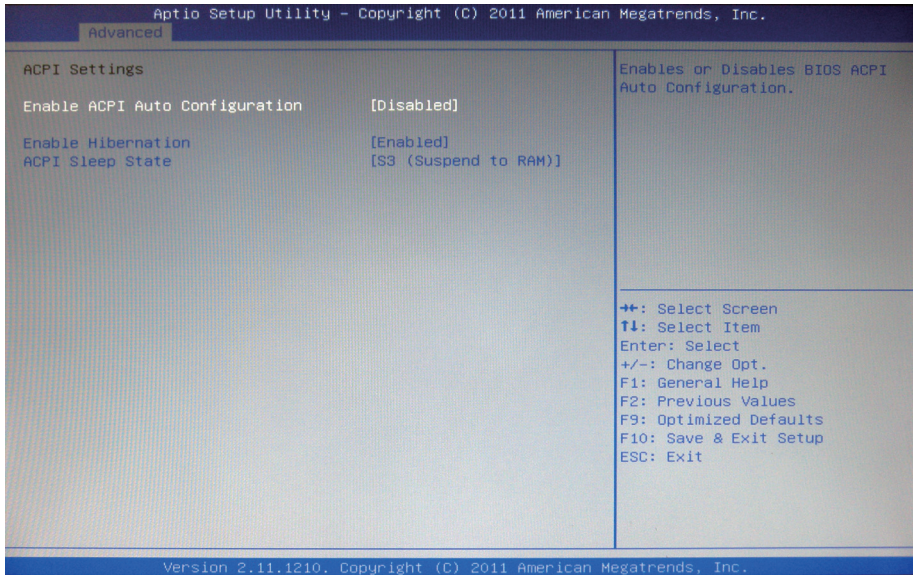 Aptio Setup Utility – Copyright (C) 2011 American Megatrends, Inc.
Advanced
ACPI Settings
Enable ACPI Auto Configuration [Disabled]
Enable Hibernation [Enabled]
ACPI Sleep State [S3 (Suspend to RAM)]
Enables or Disables BIOS ACPI
Auto Configuration.
→←: Select Screen
↑↓: Select Item
Enter: Select
+/-: Change Opt.
F1: General Help
F2: Previous Values
F9: Optimized Defaults
F10: Save & Exit Setup
ESC: Exit
Version 2.11.1210. Copyright (C) 2011 American Megatrends, Inc.